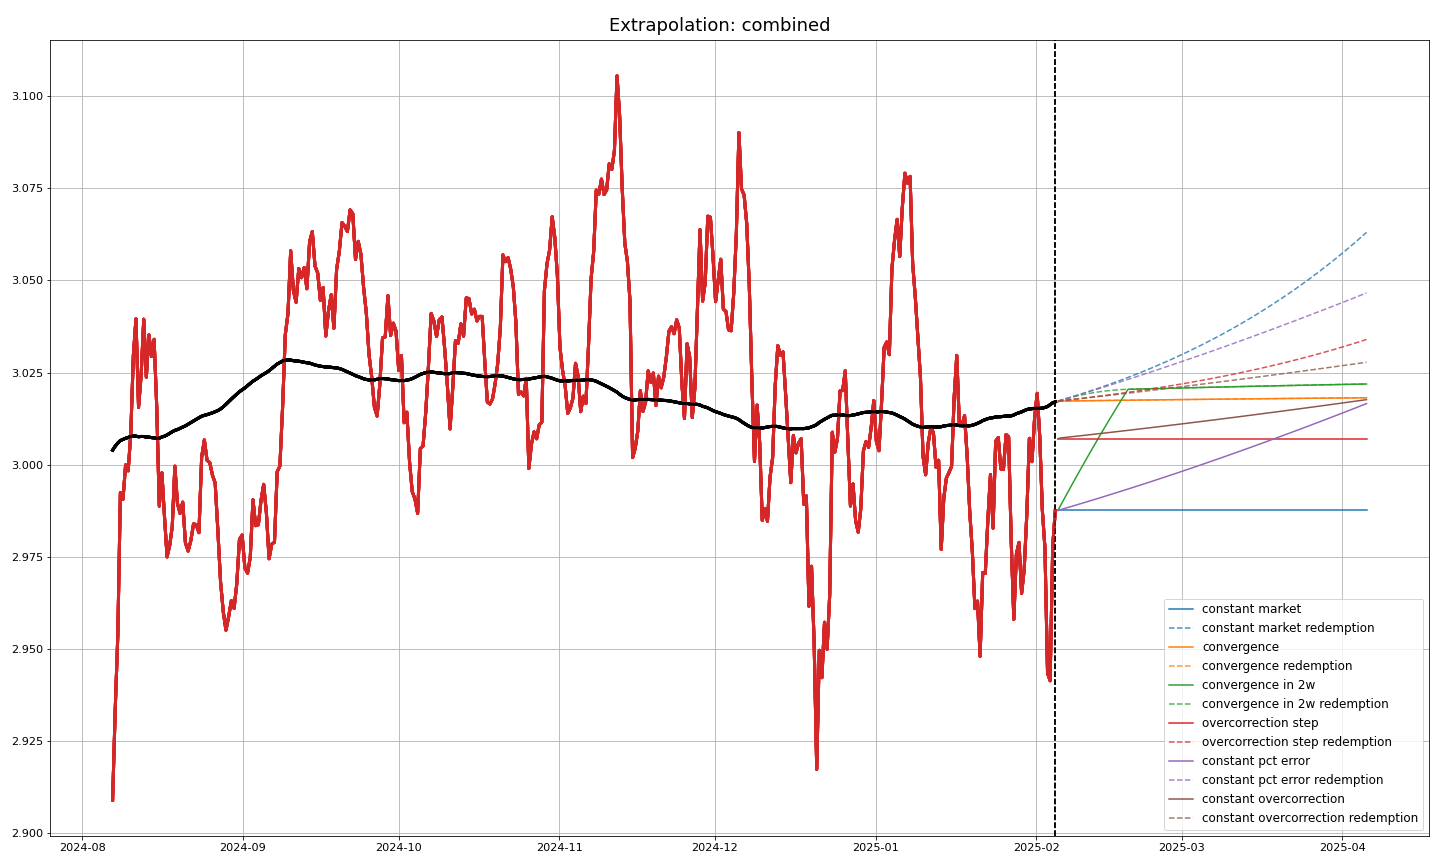 Extrapolation: combined
3.100
3.075
3.050
3.025
3.000
2.975
2.950
2.925
2.900
2024-08
2024-09
2024-10
2024-11
2024-12
2025-01
2025-02
2025-03
2025-04
constant market
constant market redemption
convergence
convergence redemption
convergence in 2w
convergence in 2w redemption
overcorrection step
overcorrection step redemption
constant pct error
constant pct error redemption
constant overcorrection
constant overcorrection redemption